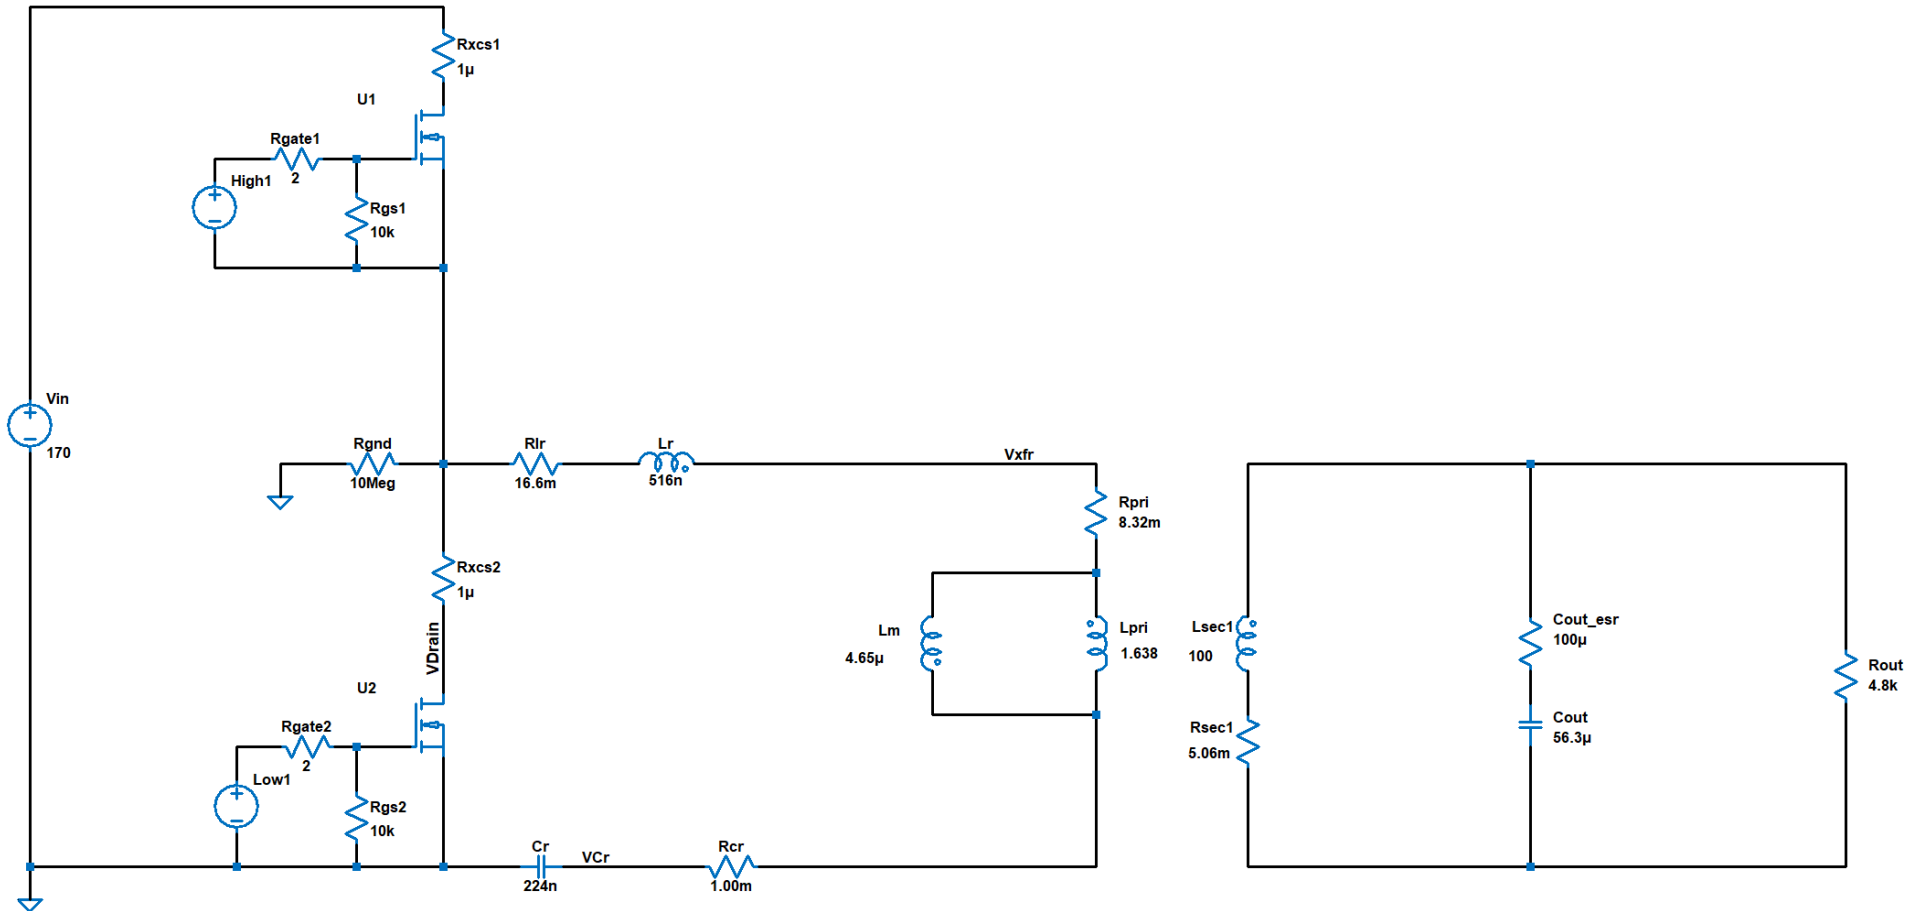 Rxcs1
1µ
U1
Rgate1
2
High1
Rgs1
10k
Vin
170
Rgnd
10Meg
Rlr
16.6m
Lr
516n
Vxfr
Rpri
8.32m
Rxcs2
1µ
VDrain
Lm
4.65µ
Lpri
1.638
Lsec1
100
Cout_esr
100µ
Rout
4.8k
U2
Rgate2
2
Low1
Rgs2
10k
Rsec1
5.06m
Cout
56.3µ
Cr
224n
VCr
Rcr
1.00m